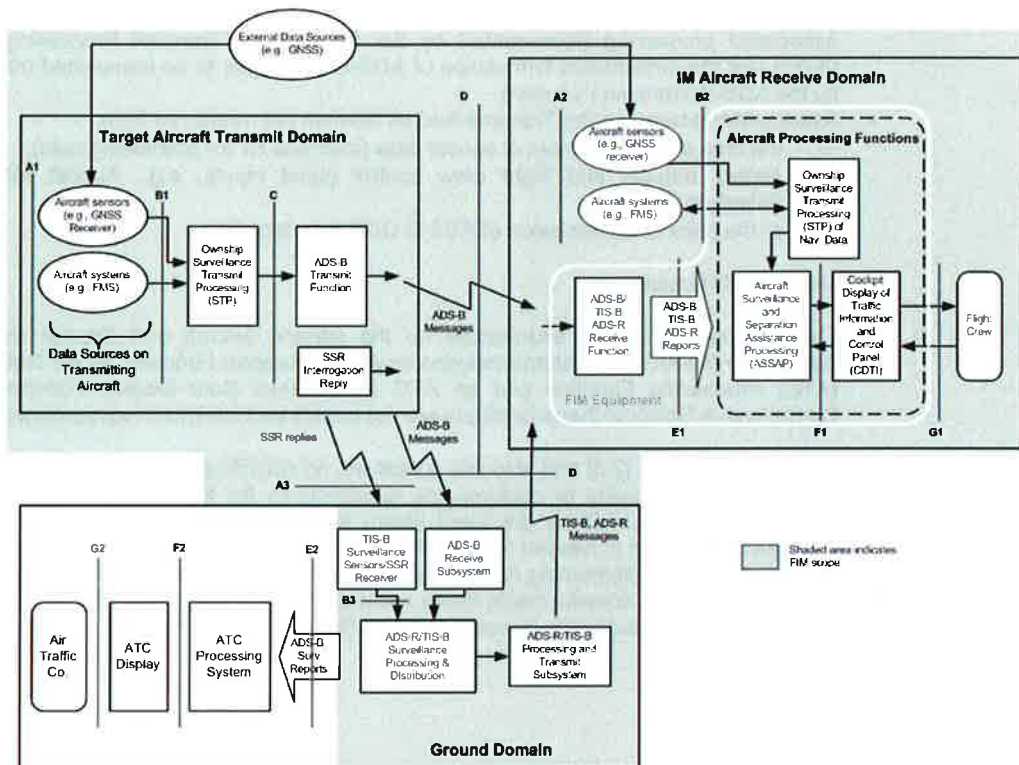 External Data Sources
(e.g. GNSS)
D
IM Aircraft Receive Domain
A2
B2
Target Aircraft Transmit Domain
A1
Aircraft sensors
(e.g., GNSS
receiver)
Aircraft Processing Functions
Aircraft sensors
(e.g., GNSS
Receiver)
B1
C
Ownship
Surveillance
Transmit
Processing
(STP) of
Nav Data
Aircraft systems
(e.g. FMS)
Ownship
Surveillance
Transmit
Processing
(STP)
ADS-B
Transmit
Function
Aircraft systems
(e.g. FMS)
ADS-B
Messages
ADS-B/
TIS-B
ADS-R
Receive
Function
ADS-B
TIS-B
ADS-R
Reports
Aircraft
Surveillance
and
Separation
Assistance
Processing
(ASSAP)
Cockpit
Display of
Traffic
Information
and
Control
Panel
(CDTI)
Flight
Crew
Data Sources on
Transmitting
Aircraft
SSR
Interrogation
Reply
FIM Equipment
E1
F1
G1
SSR replies
ADS-B
Messages
D
A3
TIS-B, ADS-R
Messages
G2
F2
E2
TIS-B
Surveillance
Sensors/SSR
Receiver
ADS-B
Receive
Subsystem
Shaded area indicates
FIM scope
B3
Air
Traffic
Co.
ATC
Display
ATC
Processing
System
ADS-B
Surv
Reports
ADS-R/TIS-B
Surveillance
Processing &
Distribution
ADS-R/TIS-B
Processing and
Transmit
Subsystem
Ground Domain